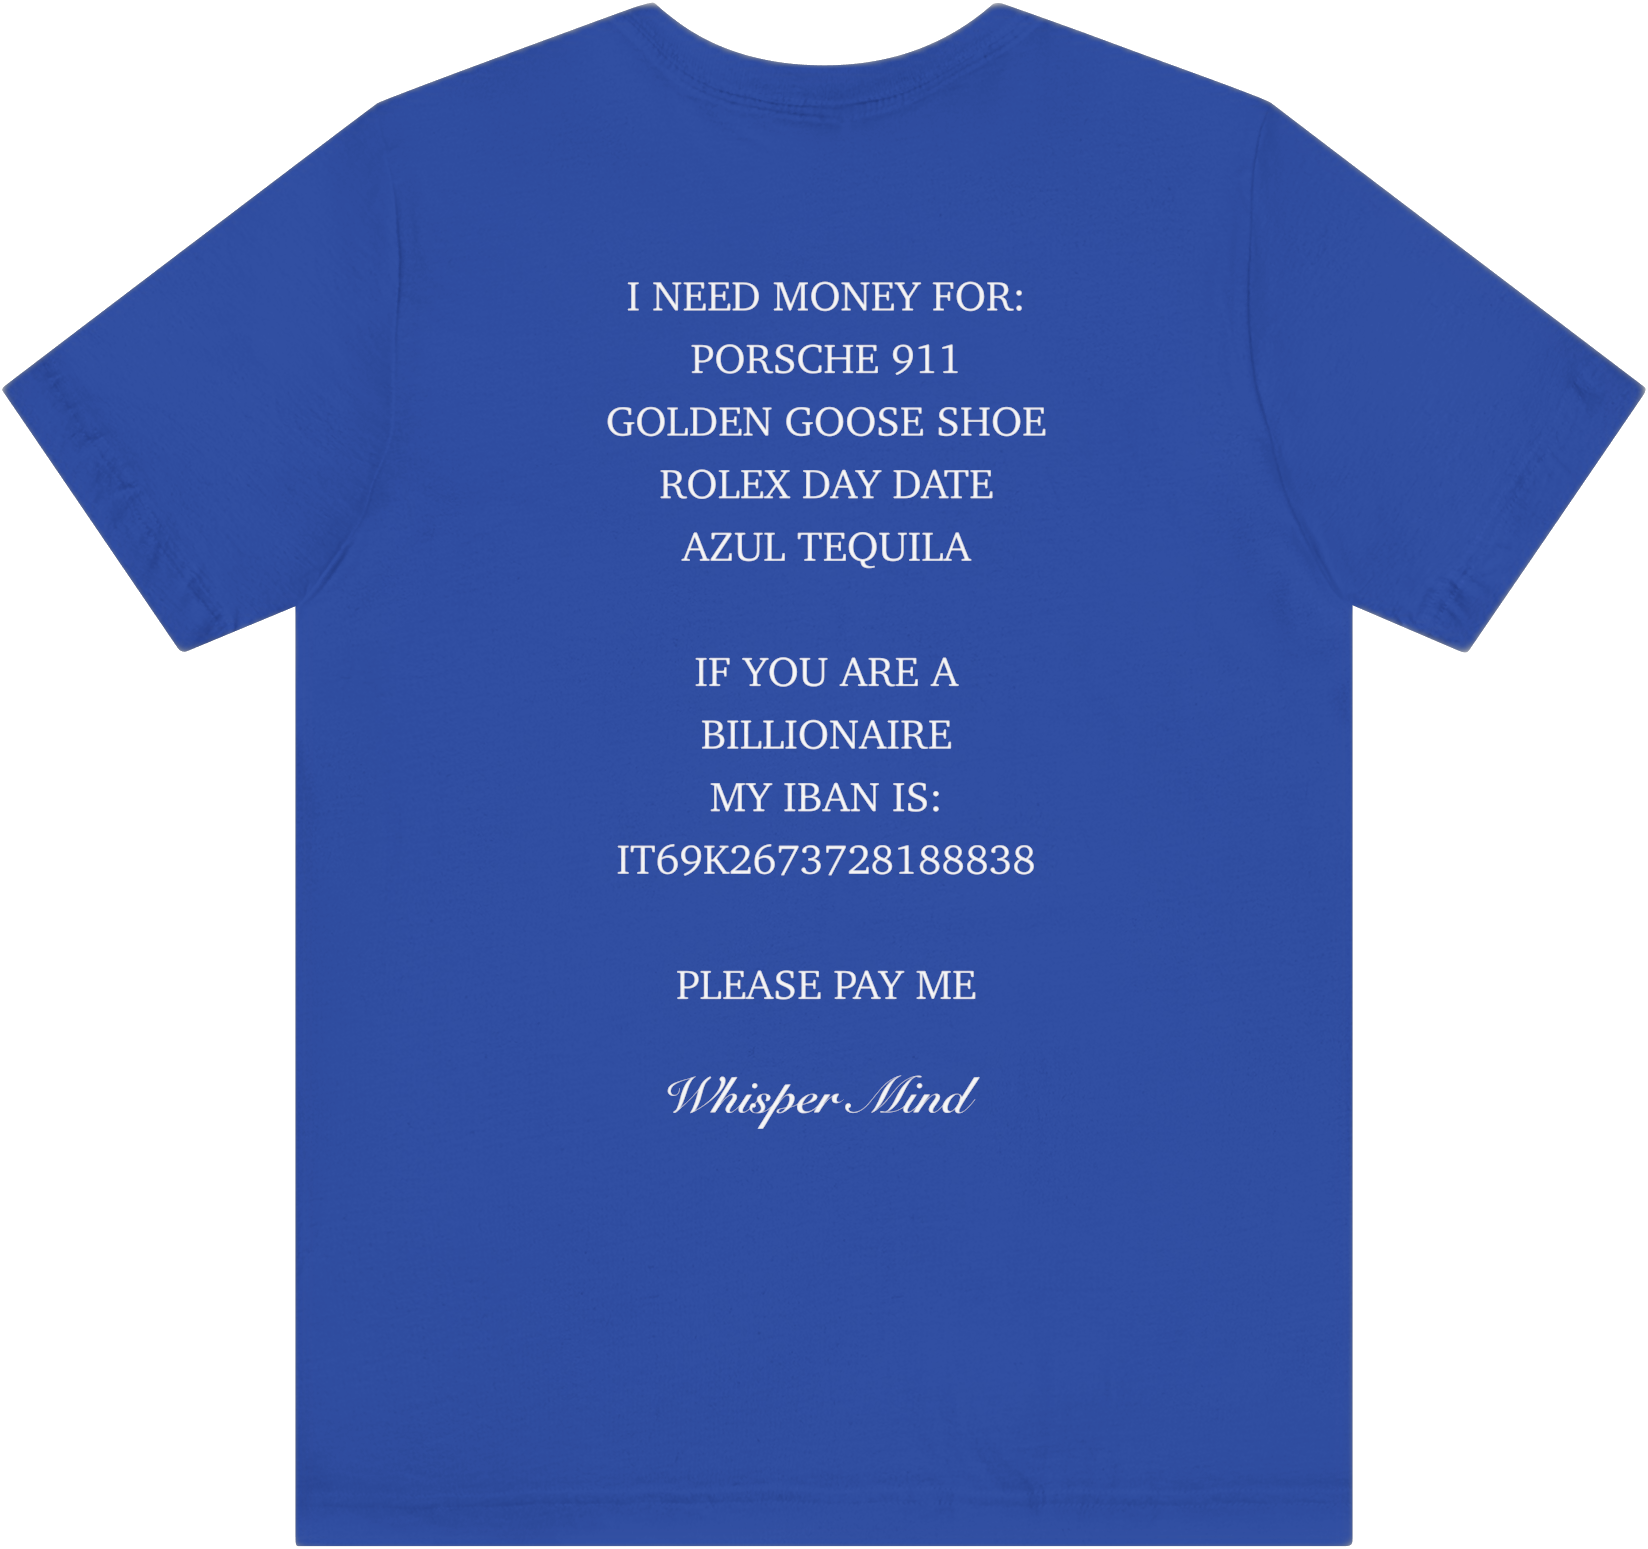 I NEED MONEY FOR:
PORSCHE 911
GOLDEN GOOSE SHOE
ROLEX DAY DATE
AZUL TEQUILA
IF YOU ARE A
BILLIONAIRE
MY IBAN IS:
IT69K2673728188838
PLEASE PAY ME
Whisper Mind